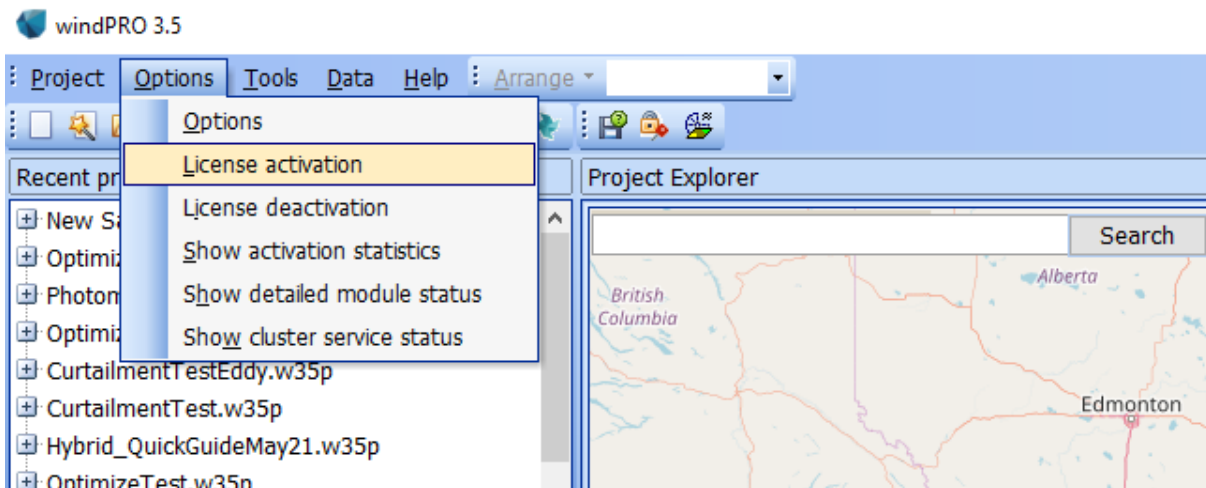 windPRO 3.5
Project Options Tools Data Help Arrange
Options
License activation
License deactivation
Show activation statistics
Show detailed module status
Show cluster service status
Recent pr
New Sa
Optimiz
Photom
Optimiz
CurtailmentTestEddy.w35p
CurtailmentTest.w35p
Hybrid_QuickGuideMay21.w35p
OptimizeTest.w35p
Project Explorer
Search
Alberta
British
Columbia
Edmonton